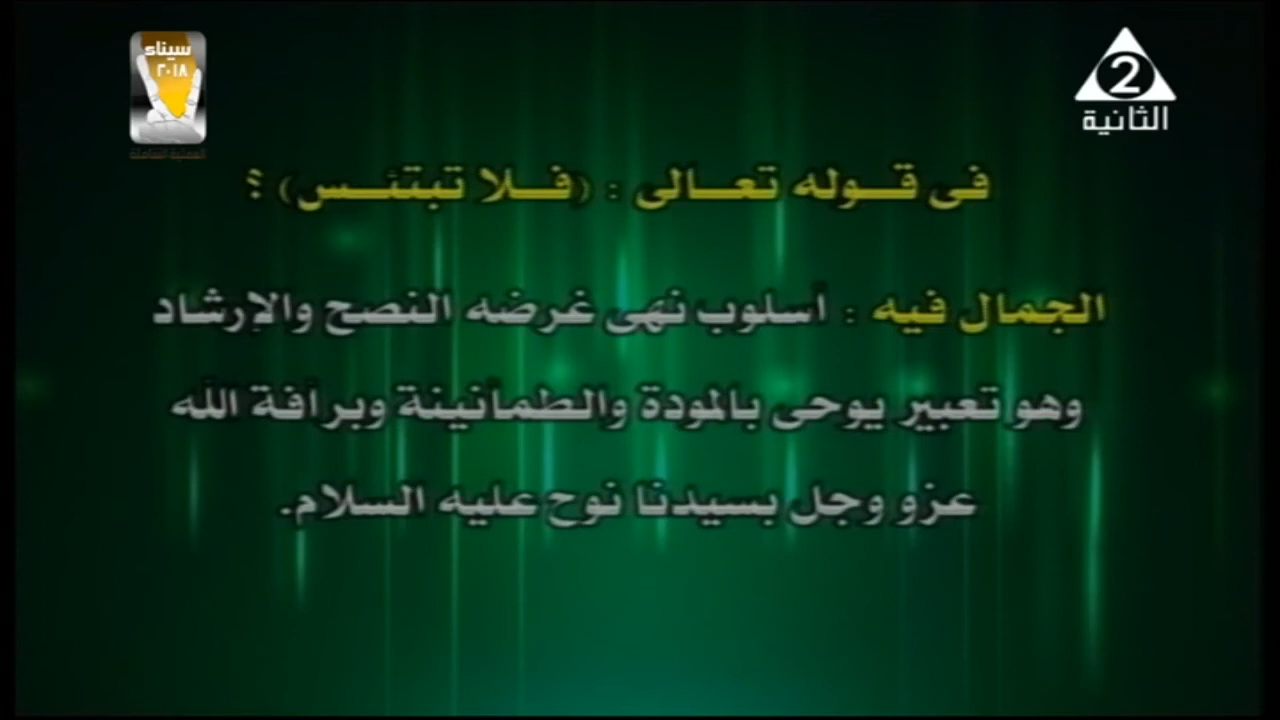 سيناء
٢٠١٨
2
الثانية
فى قوله تعالى : (فلا تبتئس) ؟
الجمال فيه : أسلوب نهى غرضه النصح والإرشاد
وهو تعبير يوحى بالمودة والطمأنينة وبرأفة الله
عزو وجل بسيدنا نوح عليه السلام.